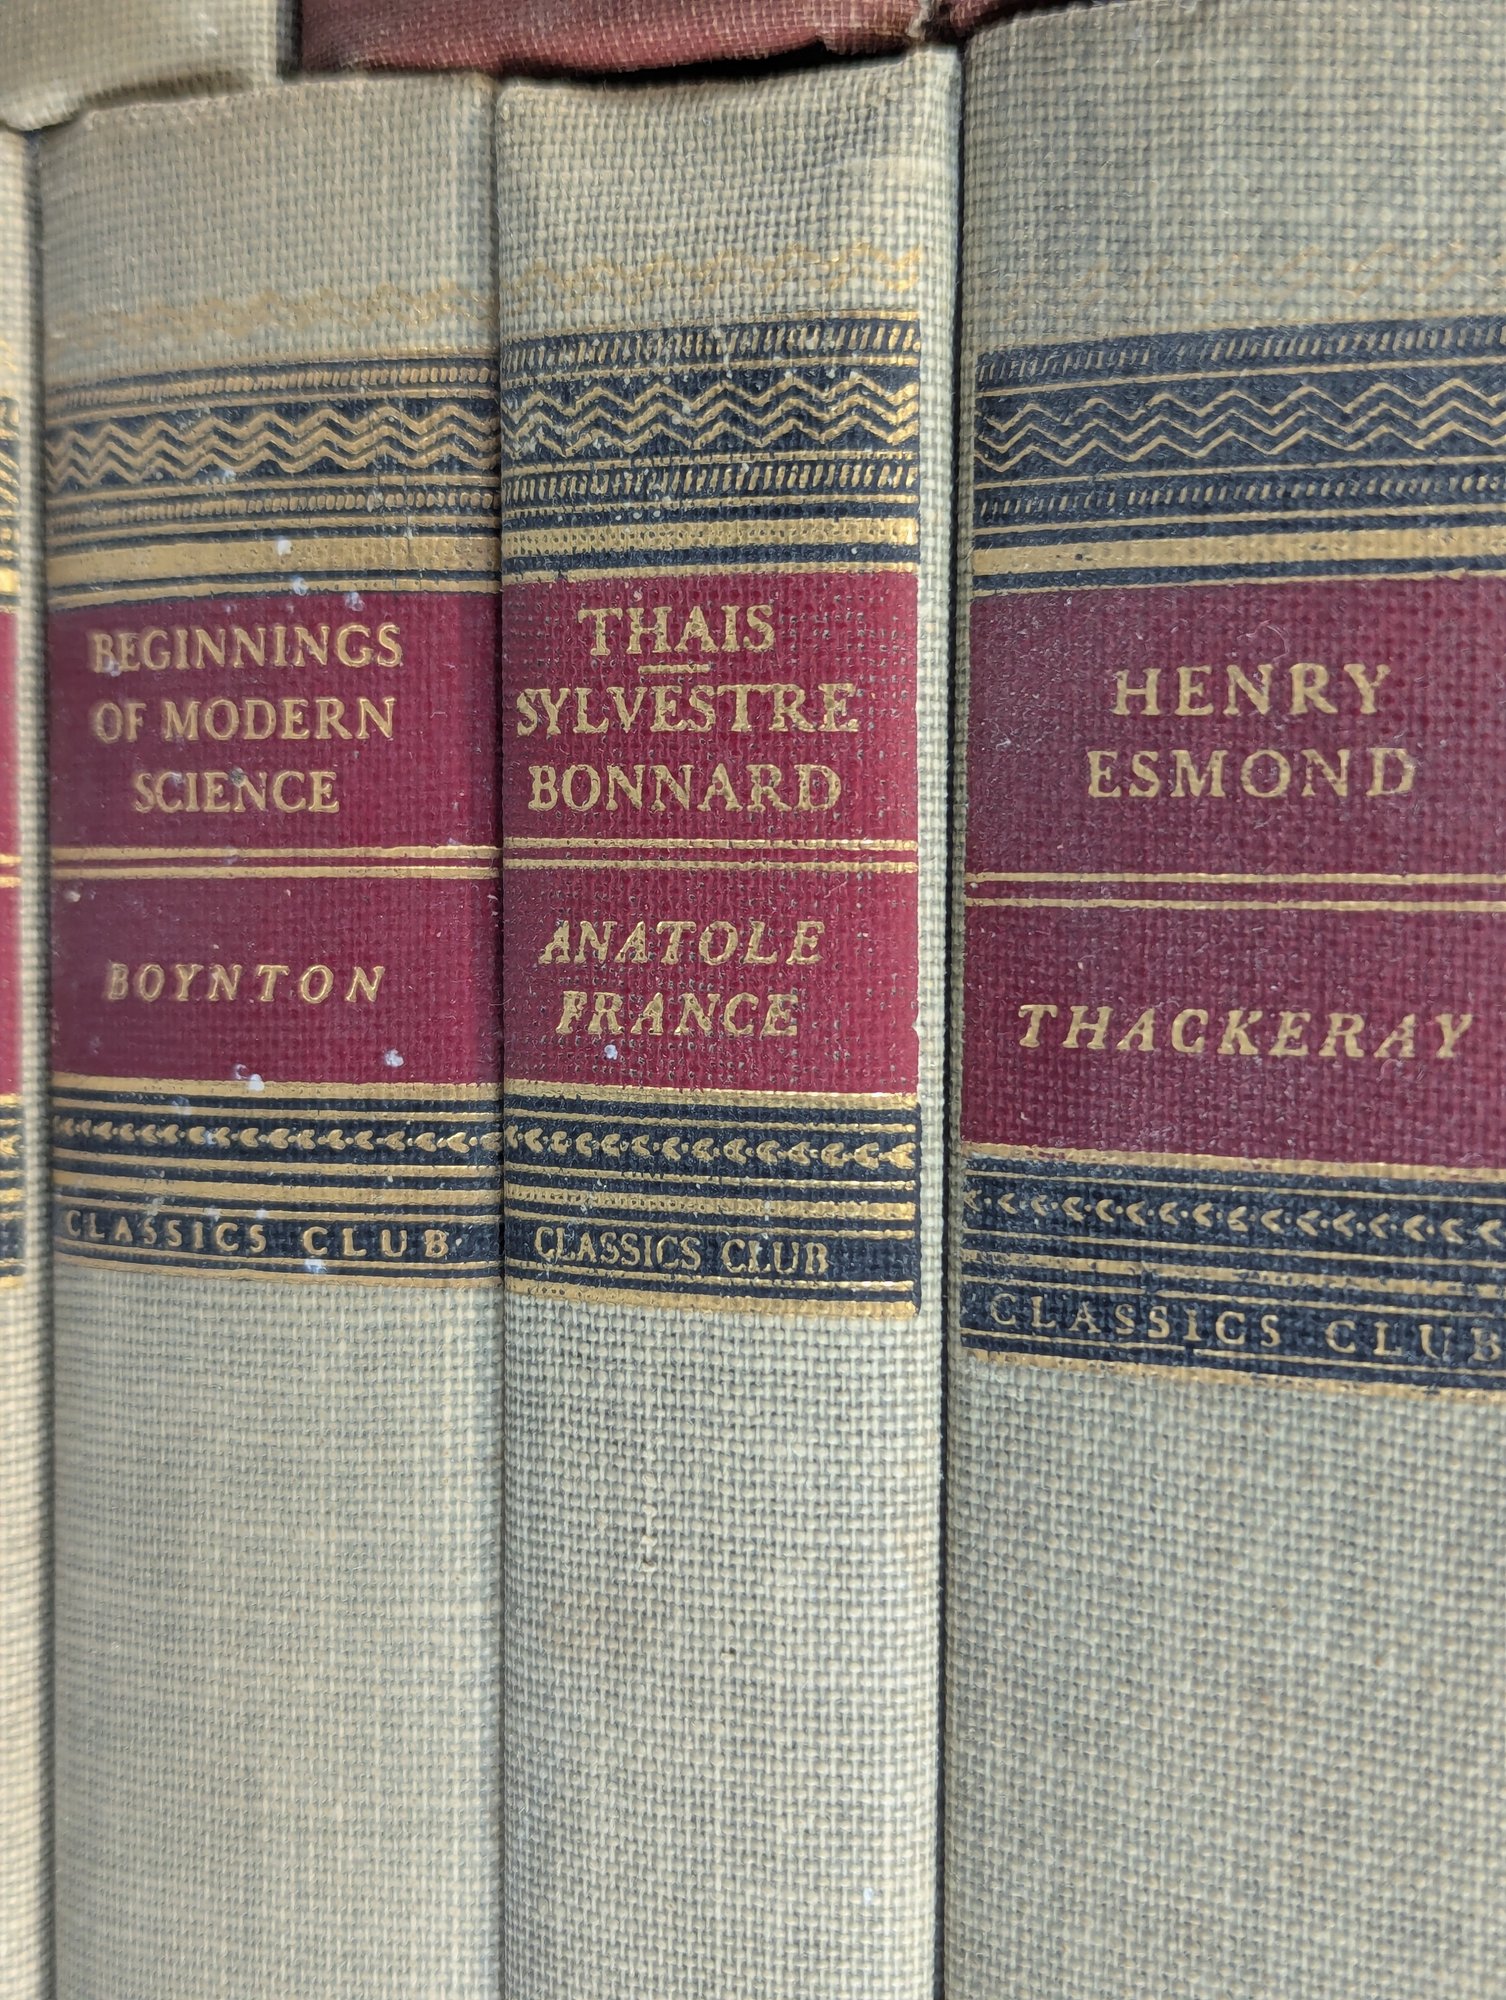 BEGINNINGS
OF MODERN
SCIENCE
BOYNTON
CLASSICS CLUB
THAIS
SYLVESTRE
BONNARD
ANATOLE
FRANCE
CLASSICS CLUB
HENRY
ESMOND
THACKERAY
CLASSICS CLUB